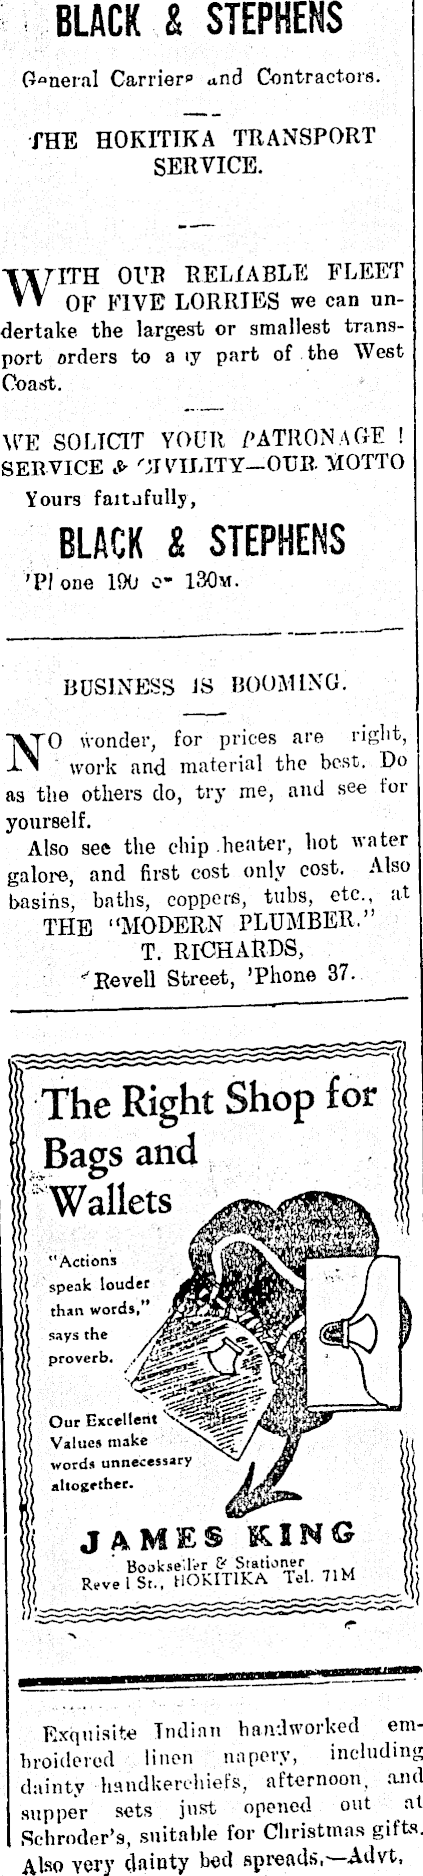 BLACK & STEPHENS
General Carriers and Contractors.
THE HOKITIKA TRANSPORT
SERVICE.
WITH OUR RELIABLE FLEET
OF FIVE LORRIES we can un-
dertake the largest or smallest trans-
port orders to any part of the West
Coast.
WE SOLICIT YOUR PATRONAGE !
SERVICE & CIVILITY—OUR MOTTO
Yours faithfully,
BLACK & STEPHENS
'Phone 190 or 130M.
BUSINESS IS BOOMING.
NO wonder, for prices are right,
work and material the best. Do
as the others do, try me, and see for
yourself.
Also see the chip heater, hot water
galore, and first cost only cost. Also
basins, baths, coppers, tubs, etc., at
THE "MODERN PLUMBER."
T. RICHARDS,
Revell Street, 'Phone 37.
The Right Shop for
Bags and
Wallets
"Actions
speak louder
than words,"
says the
proverb.
Our Excellent
Values make
words unnecessary
altogether.
JAMES KING
Bookseller & Stationer
Revell St., HOKITIKA Tel. 71M
Exquisite Indian handworked em-
broidered linen napery, including
dainty handkerchiefs, afternoon, and
supper sets just opened out at
Schroder's, suitable for Christmas gifts.
Also very dainty bed spreads.—Advt,